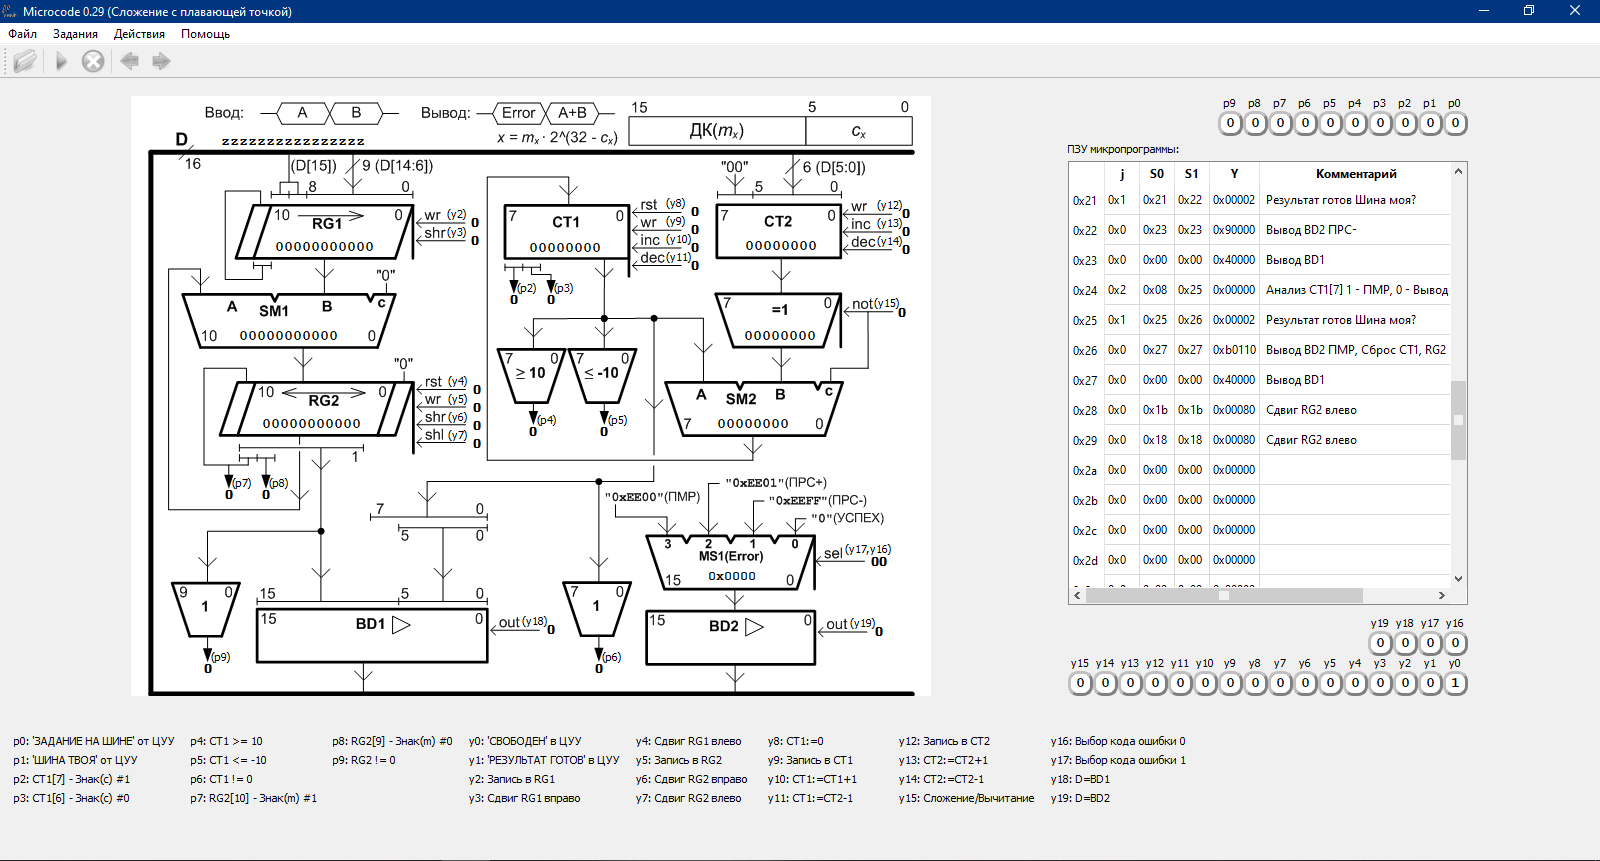 Microcode 0.29 (Сложение с плавающей точкой)
Файл Задания Действия Помощь
Ввод: A B Вывод: Error A+B 15 5 0
ДК(mₓ) cₓ
x = mₓ · 2^(32 - cₓ)
D zzzzzzzzzzzzzzzz
16
(D[15]) 9 (D[14:6]) "00" 6 (D[5:0])
8 0 5 0
10 RG1 0
00000000000
wr (y2) 0
shr(y3) 0
7 CT1 0
00000000
rst (y8) 0
wr (y9) 0
inc (y10) 0
dec(y11) 0
7 CT2 0
00000000
wr (y12) 0
inc (y13) 0
dec(y14) 0
(p2) (p3)
0 0
"0"
A B c
SM1
10 00000000000 0
7 0
=1
00000000
not(y15) 0
7 0 7 0
≥ 10 ≤ -10
(p4) (p5)
0 0
A B c
SM2
7 00000000 0
"0"
10 0
RG2
00000000000
rst (y4) 0
wr (y5) 0
shr (y6) 0
shl (y7) 0
1
(p7) (p8)
0 0
7 0
5 0
"0xEE00"(ПМР) "0xEE01"(ПРС+)
"0xEEFF"(ПРС-)
"0"(УСПЕХ)
3 2 1 0
MS1(Error)
15 0x0000 0
sel(y17,y16) 00
9 0
1
(p9)
0
15 5 0
15 BD1 0
out(y18) 0
7 0
1
(p6)
0
15 BD2 0
out(y19) 0
p9 p8 p7 p6 p5 p4 p3 p2 p1 p0
0 0 0 0 0 0 0 0 0 0
ПЗУ микропрограммы:
j S0 S1 Y Комментарий
0x21 0x1 0x21 0x22 0x00002 Результат готов Шина моя?
0x22 0x0 0x23 0x23 0x90000 Вывод BD2 ПРС-
0x23 0x0 0x00 0x00 0x40000 Вывод BD1
0x24 0x2 0x08 0x25 0x00000 Анализ CT1[7] 1 - ПМР, 0 - Вывод
0x25 0x1 0x25 0x26 0x00002 Результат готов Шина моя?
0x26 0x0 0x27 0x27 0xb0110 Вывод BD2 ПМР, Сброс CT1, RG2
0x27 0x0 0x00 0x00 0x40000 Вывод BD1
0x28 0x0 0x1b 0x1b 0x00080 Сдвиг RG2 влево
0x29 0x0 0x18 0x18 0x00080 Сдвиг RG2 влево
0x2a 0x0 0x00 0x00 0x00000
0x2b 0x0 0x00 0x00 0x00000
0x2c 0x0 0x00 0x00 0x00000
0x2d 0x0 0x00 0x00 0x00000
y19 y18 y17 y16
0 0 0 0
y15 y14 y13 y12 y11 y10 y9 y8 y7 y6 y5 y4 y3 y2 y1 y0
0 0 0 0 0 0 0 0 0 0 0 0 0 0 0 1
p0: 'ЗАДАНИЕ НА ШИНЕ' от ЦУУ p4: CT1 >= 10 p8: RG2[9] - Знак(m) #0 y0: 'СВОБОДЕН' в ЦУУ y4: Сдвиг RG1 влево y8: CT1:=0 y12: Запись в CT2 y16: Выбор кода ошибки 0
p1: 'ШИНА ТВОЯ' от ЦУУ p5: CT1 <= -10 p9: RG2 != 0 y1: 'РЕЗУЛЬТАТ ГОТОВ' в ЦУУ y5: Запись в RG2 y9: Запись в CT1 y13: CT2:=CT2+1 y17: Выбор кода ошибки 1
p2: CT1[7] - Знак(c) #1 p6: CT1 != 0 y2: Запись в RG1 y6: Сдвиг RG2 вправо y10: CT1:=CT1+1 y14: CT2:=CT2-1 y18: D=BD1
p3: CT1[6] - Знак(c) #0 p7: RG2[10] - Знак(m) #1 y3: Сдвиг RG1 вправо y7: Сдвиг RG2 влево y11: CT1:=CT2-1 y15: Сложение/Вычитание y19: D=BD2